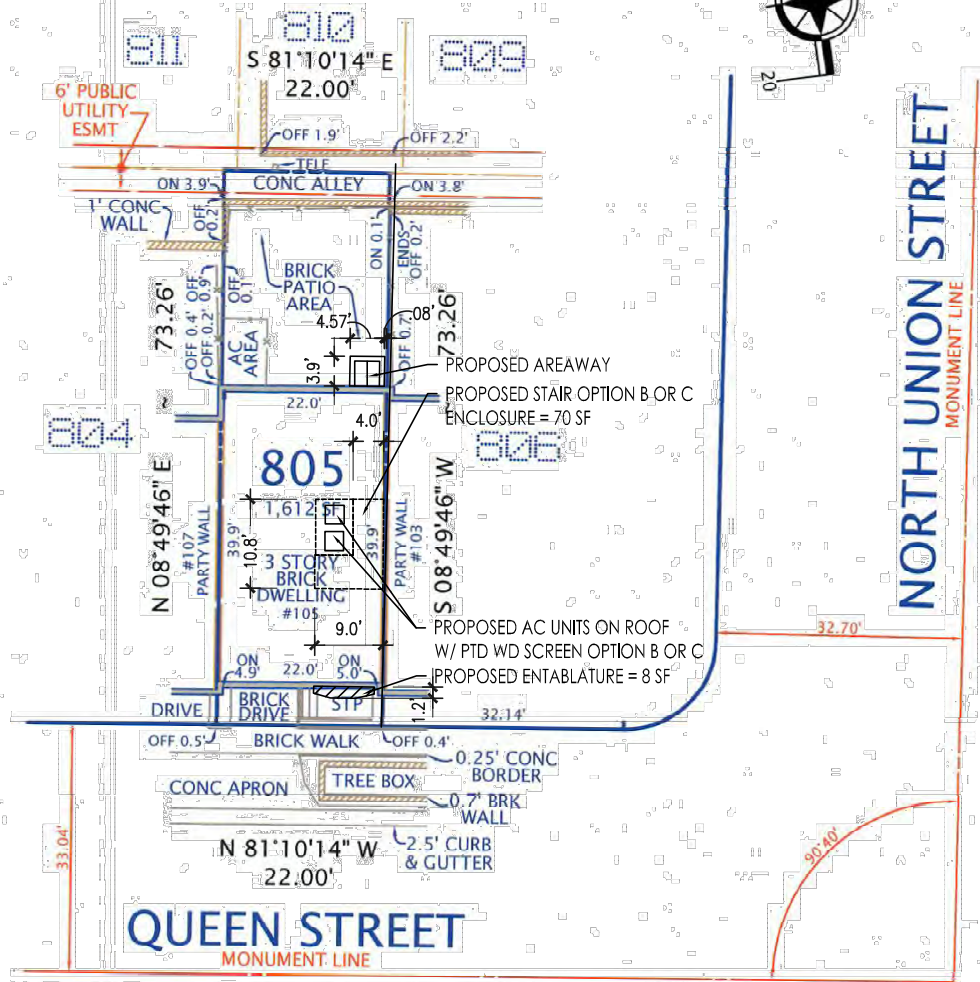 811
810
809
S 81°10'14" E
22.00'
20
6' PUBLIC
UTILITY
ESMT
OFF 1.9'
OFF 2.2'
TELE
ON 3.9'
CONC ALLEY
ON 3.8'
1' CONC
WALL
OFF
0.2'
ON 0.1'
ENDS
OFF 0.2'
BRICK
PATIO
AREA
73.26'
OFF 0.4' OFF
OFF 0.2' 0.9'
OFF
0.1'
AC
AREA
4.57'
.08'
3.9'
OFF 0.7'
73.26'
PROPOSED AREAWAY
PROPOSED STAIR OPTION B OR C
ENCLOSURE = 70 SF
22.0'
4.0'
804
805
1,612 SF
N 08°49'46" E
#107
PARTY WALL
39.9'
10.8'
3 STORY
BRICK
DWELLING
#105
39.9'
PARTY WALL
#103
S 08°49'46" W
PROPOSED AC UNITS ON ROOF
W/ PTD WD SCREEN OPTION B OR C
PROPOSED ENTABLATURE = 8 SF
9.0'
ON
4.9'
22.0'
ON
5.0'
DRIVE
BRICK
DRIVE
STP
1.2'
32.14'
OFF 0.5'
BRICK WALK
OFF 0.4'
0.25' CONC
BORDER
CONC APRON
TREE BOX
0.7' BRK
WALL
2.5' CURB
& GUTTER
N 81°10'14" W
22.00'
33.04'
QUEEN STREET
MONUMENT LINE
NORTH UNION STREET
MONUMENT LINE
32.70'
90°40'